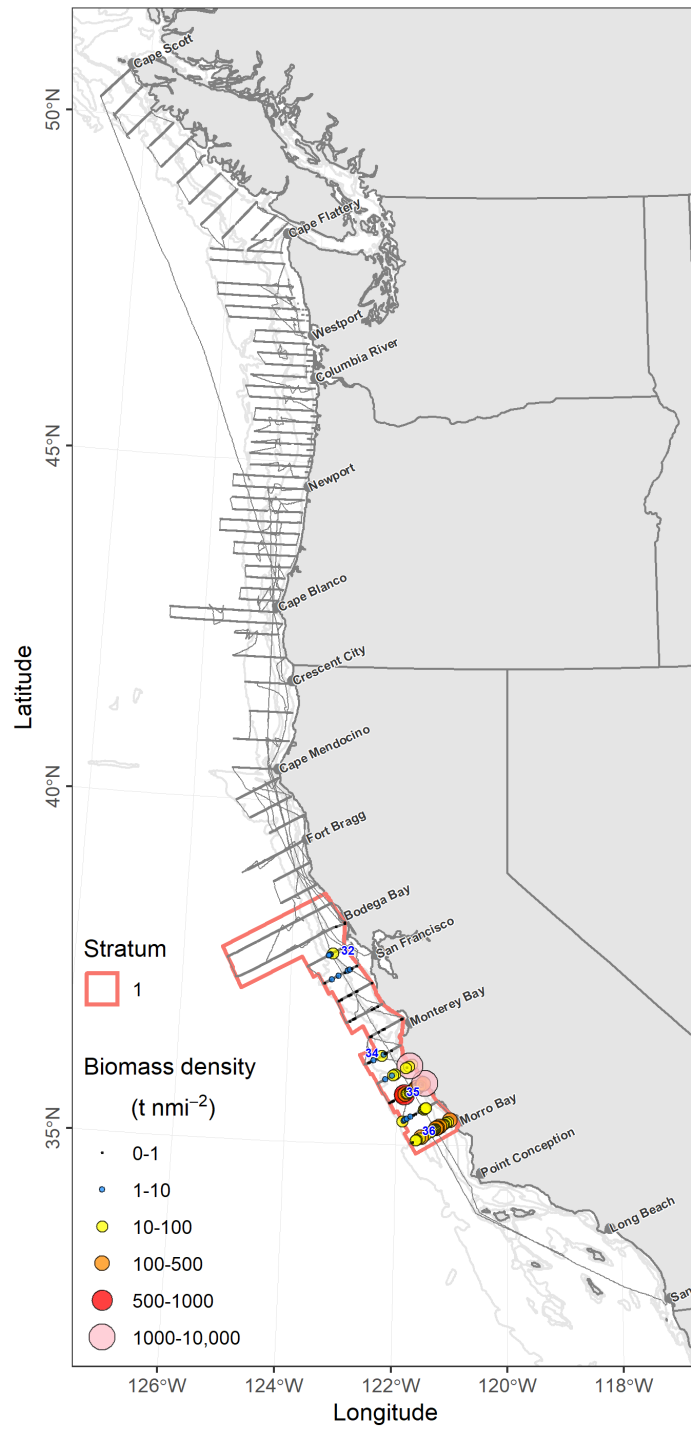 Cape Scott
50°N
Cape Flattery
Westport
Columbia River
45°N
Newport
Cape Blanco
Crescent City
Latitude
Cape Mendocino
40°N
Fort Bragg
Bodega Bay
Stratum
32
San Francisco
1
Monterey Bay
34
Biomass density
(t nmi⁻²)
35
Morro Bay
35°N
36
0-1
Point Conception
1-10
10-100
Long Beach
100-500
San
500-1000
1000-10,000
126°W
124°W
122°W
120°W
118°W
Longitude